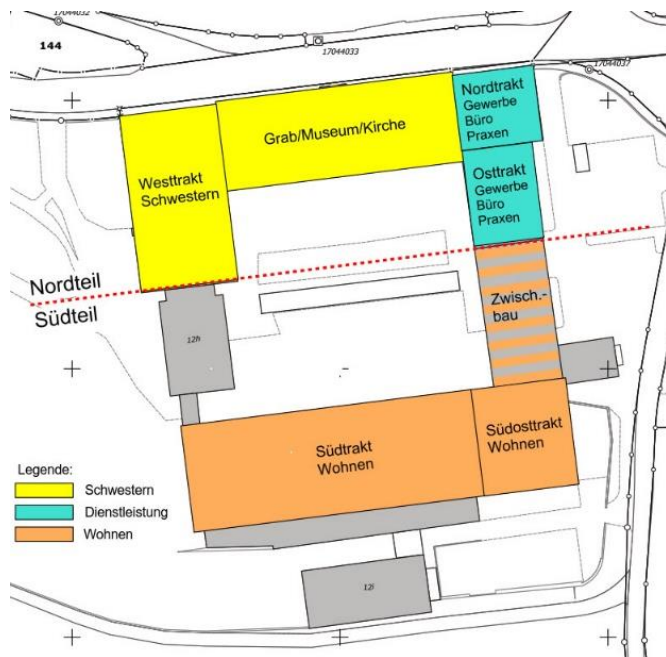 17044032
144
17044033
17044037
Nordtrakt
Gewerbe
Büro
Praxen
Grab/Museum/Kirche
Westtrakt
Schwestern
Osttrakt
Gewerbe
Büro
Praxen
Nordteil
Südteil
Zwisch.-
bau
12h
Südtrakt
Wohnen
Südosttrakt
Wohnen
Legende:
Schwestern
Dienstleistung
Wohnen
12i